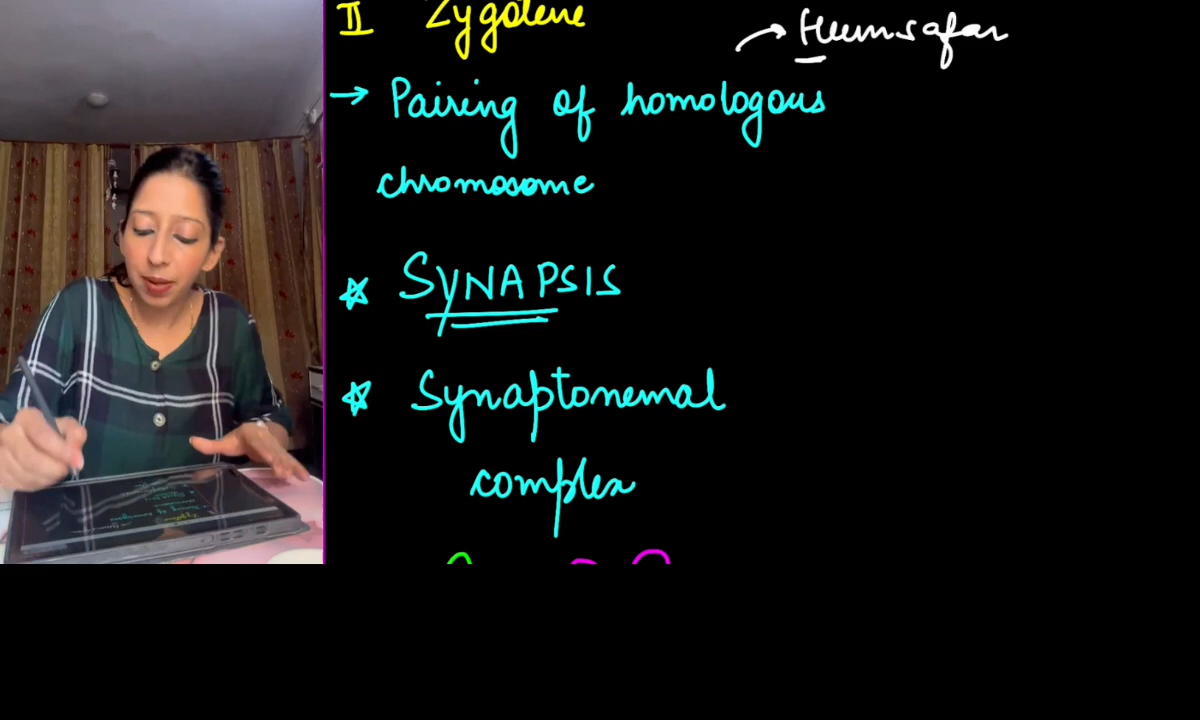 II Zygotene
→ Humsafar
→ Pairing of homologous
chromosome
☆ SYNAPSIS
☆ Synaptonemal
complex